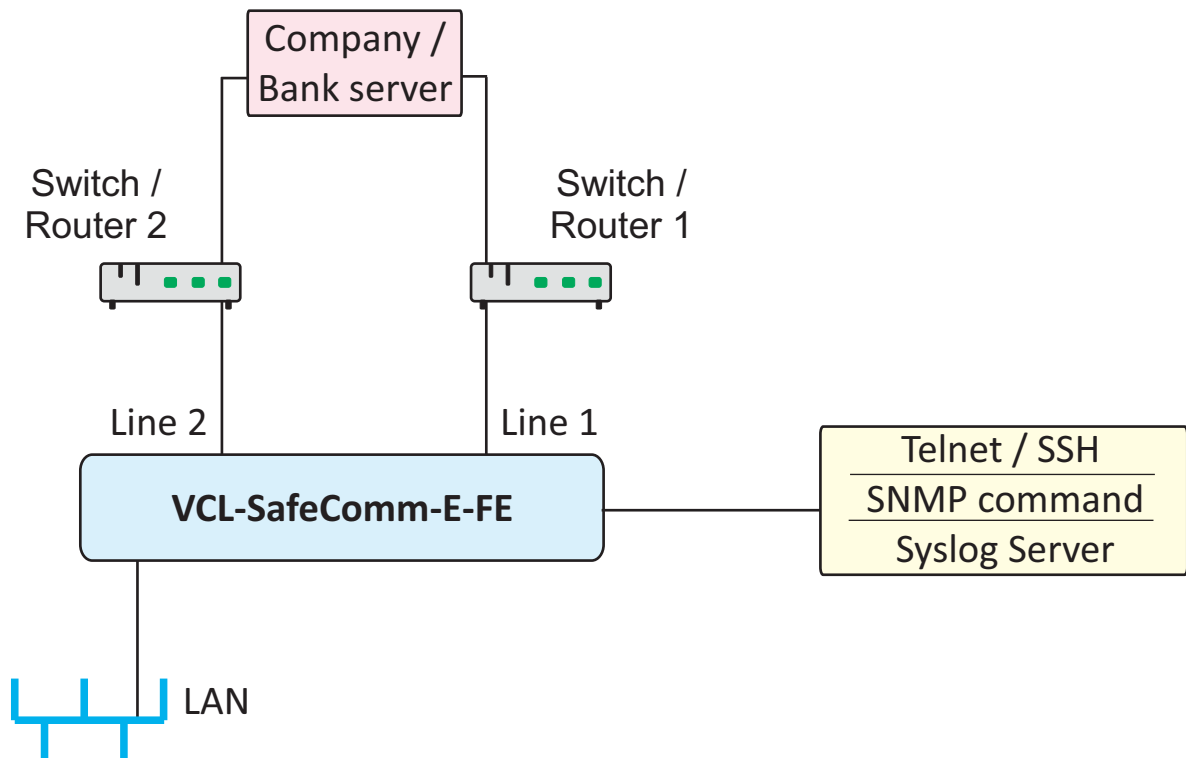 Company /
Bank server
Switch /
Router 2
Switch /
Router 1
Line 2
Line 1
VCL-SafeComm-E-FE
Telnet / SSH
SNMP command
Syslog Server
LAN